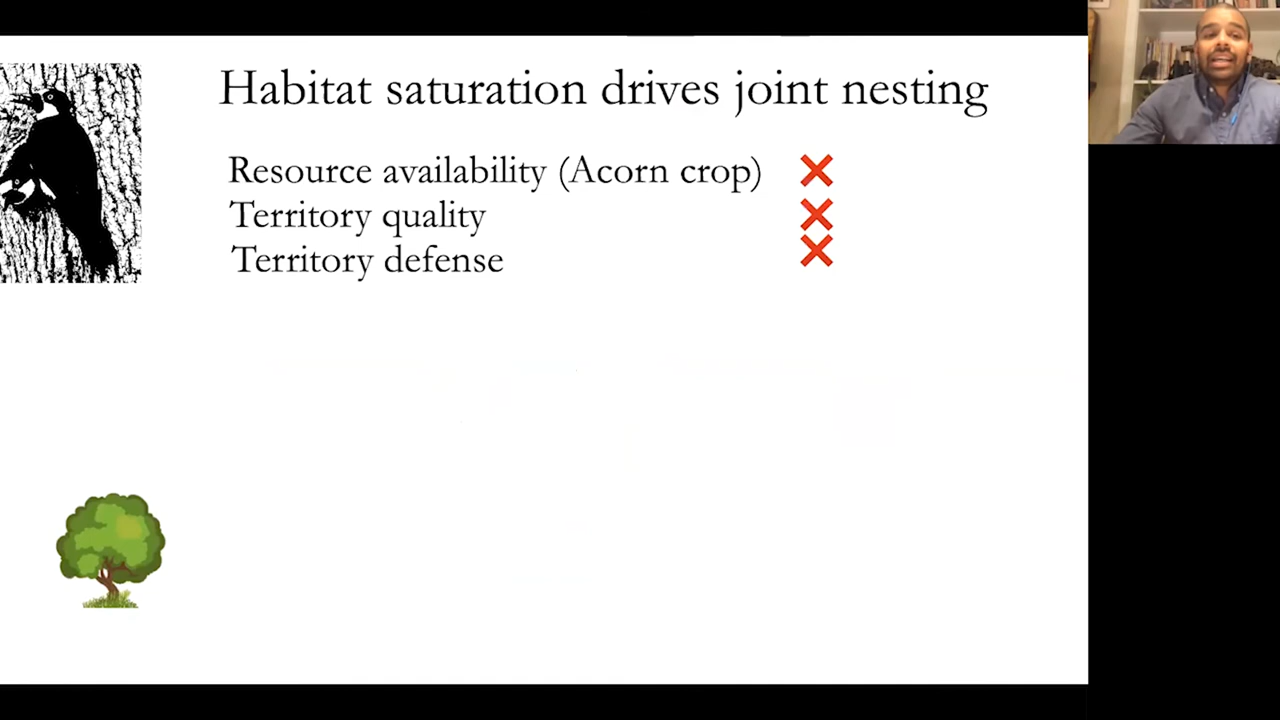 Habitat saturation drives joint nesting
Resource availability (Acorn crop)
Territory quality
Territory defense